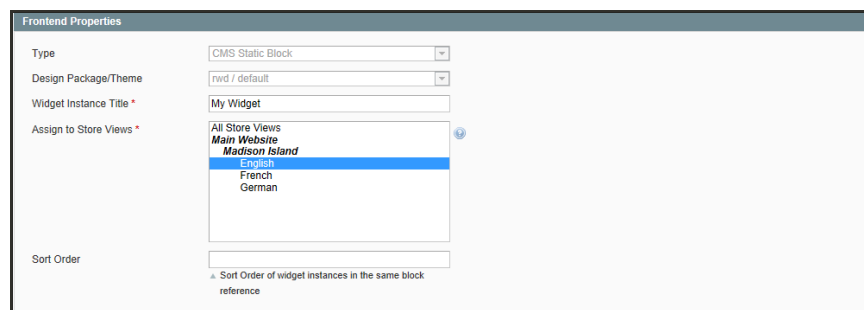 Frontend Properties
Type CMS Static Block
Design Package/Theme rwd / default
Widget Instance Title * My Widget
Assign to Store Views * All Store Views
Main Website
Madison Island
English
French
German
Sort Order
Sort Order of widget instances in the same block
reference